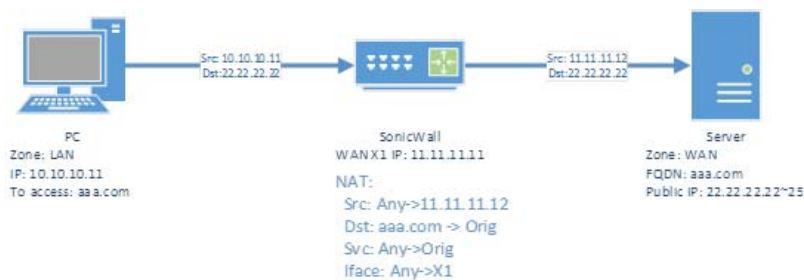 Src: 10.10.10.11
Dst:22.22.22.22
Src: 11.11.11.12
Dst:22.22.22.22
PC
Zone: LAN
IP: 10.10.10.11
To access: aaa.com
SonicWall
WAN X1 IP: 11.11.11.11
NAT:
Src: Any->11.11.11.12
Dst: aaa.com -> Orig
Svc: Any->Orig
Iface: Any->X1
Server
Zone: WAN
FQDN: aaa.com
Public IP: 22.22.22.22~25